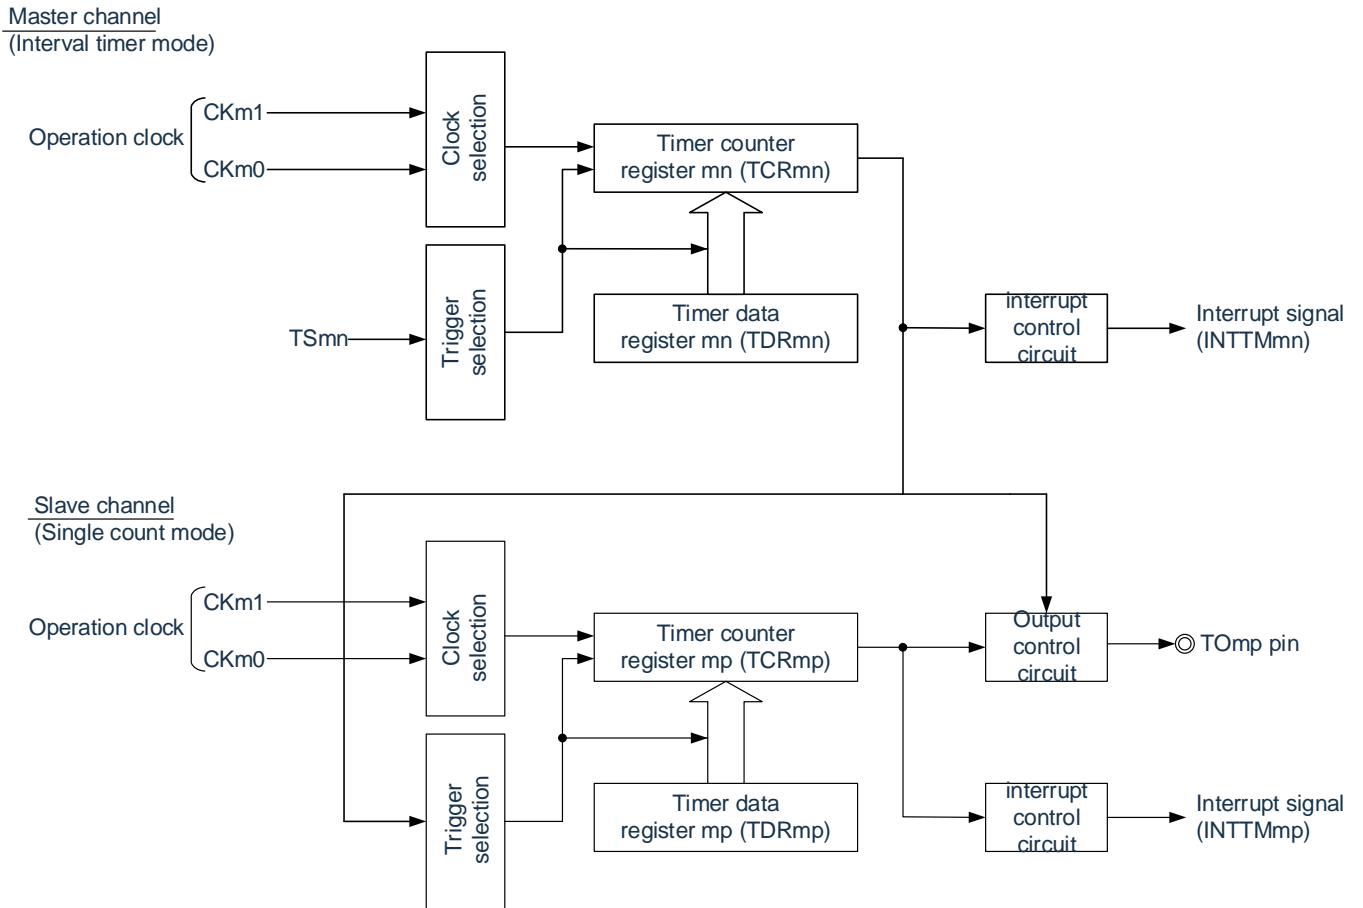 Master channel
(Interval timer mode)
Operation clock
CKm1
CKm0
Clock
selection
Timer counter
register mn (TCRmn)
TSmn
Trigger
selection
Timer data
register mn (TDRmn)
interrupt
control
circuit
Interrupt signal
(INTTMmn)
Slave channel
(Single count mode)
Operation clock
CKm1
CKm0
Clock
selection
Timer counter
register mp (TCRmp)
Output
control
circuit
TOmp pin
Trigger
selection
Timer data
register mp (TDRmp)
interrupt
control
circuit
Interrupt signal
(INTTMmp)